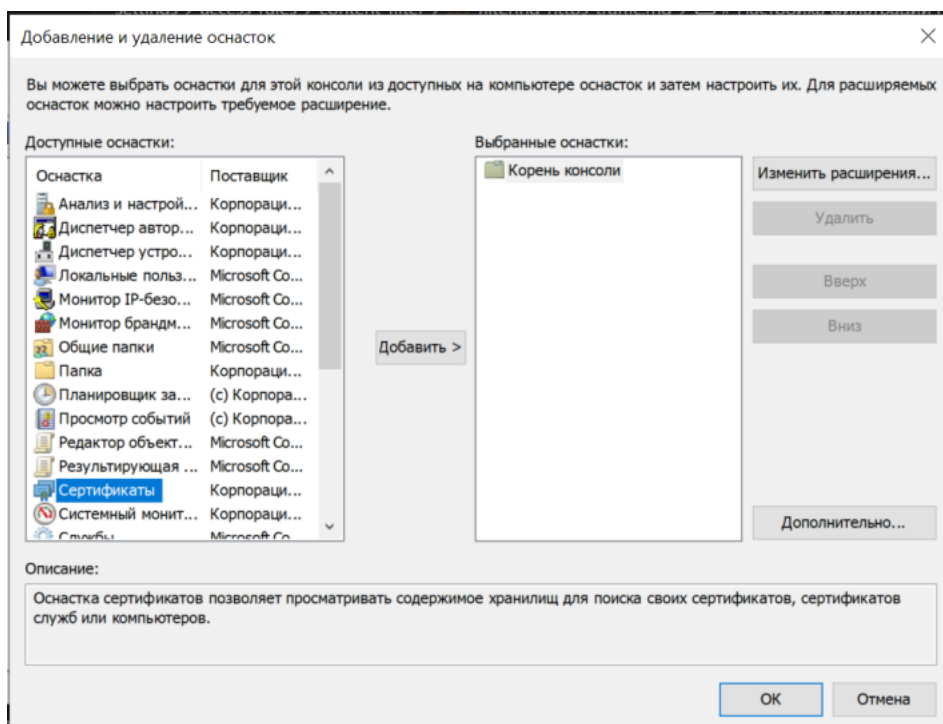 Добавление и удаление оснасток
Вы можете выбрать оснастки для этой консоли из доступных на компьютере оснасток и затем настроить их. Для расширяемых
оснасток можно настроить требуемое расширение.
Доступные оснастки:
Оснастка Поставщик
Анализ и настрой... Корпораци...
Диспетчер автор... Корпораци...
Диспетчер устро... Корпораци...
Локальные польз... Microsoft Co...
Монитор IP-безо... Microsoft Co...
Монитор брандм... Microsoft Co...
Общие папки Microsoft Co...
Папка Корпораци...
Планировщик за... (с) Корпора...
Просмотр событий (с) Корпора...
Редактор объект... Microsoft Co...
Результирующая ... Microsoft Co...
Сертификаты Корпораци...
Системный монит... Корпораци...
Службы Microsoft Co
Добавить >
Выбранные оснастки:
Корень консоли
Изменить расширения...
Удалить
Вверх
Вниз
Дополнительно...
Описание:
Оснастка сертификатов позволяет просматривать содержимое хранилищ для поиска своих сертификатов, сертификатов
служб или компьютеров.
ОК
Отмена